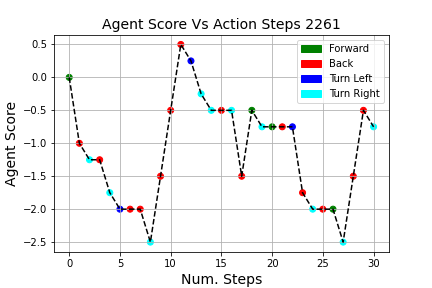 Agent Score Vs Action Steps 2261
Agent Score
0.5
0.0
−0.5
−1.0
−1.5
−2.0
−2.5
Forward
Back
Turn Left
Turn Right
0 5 10 15 20 25 30
Num. Steps